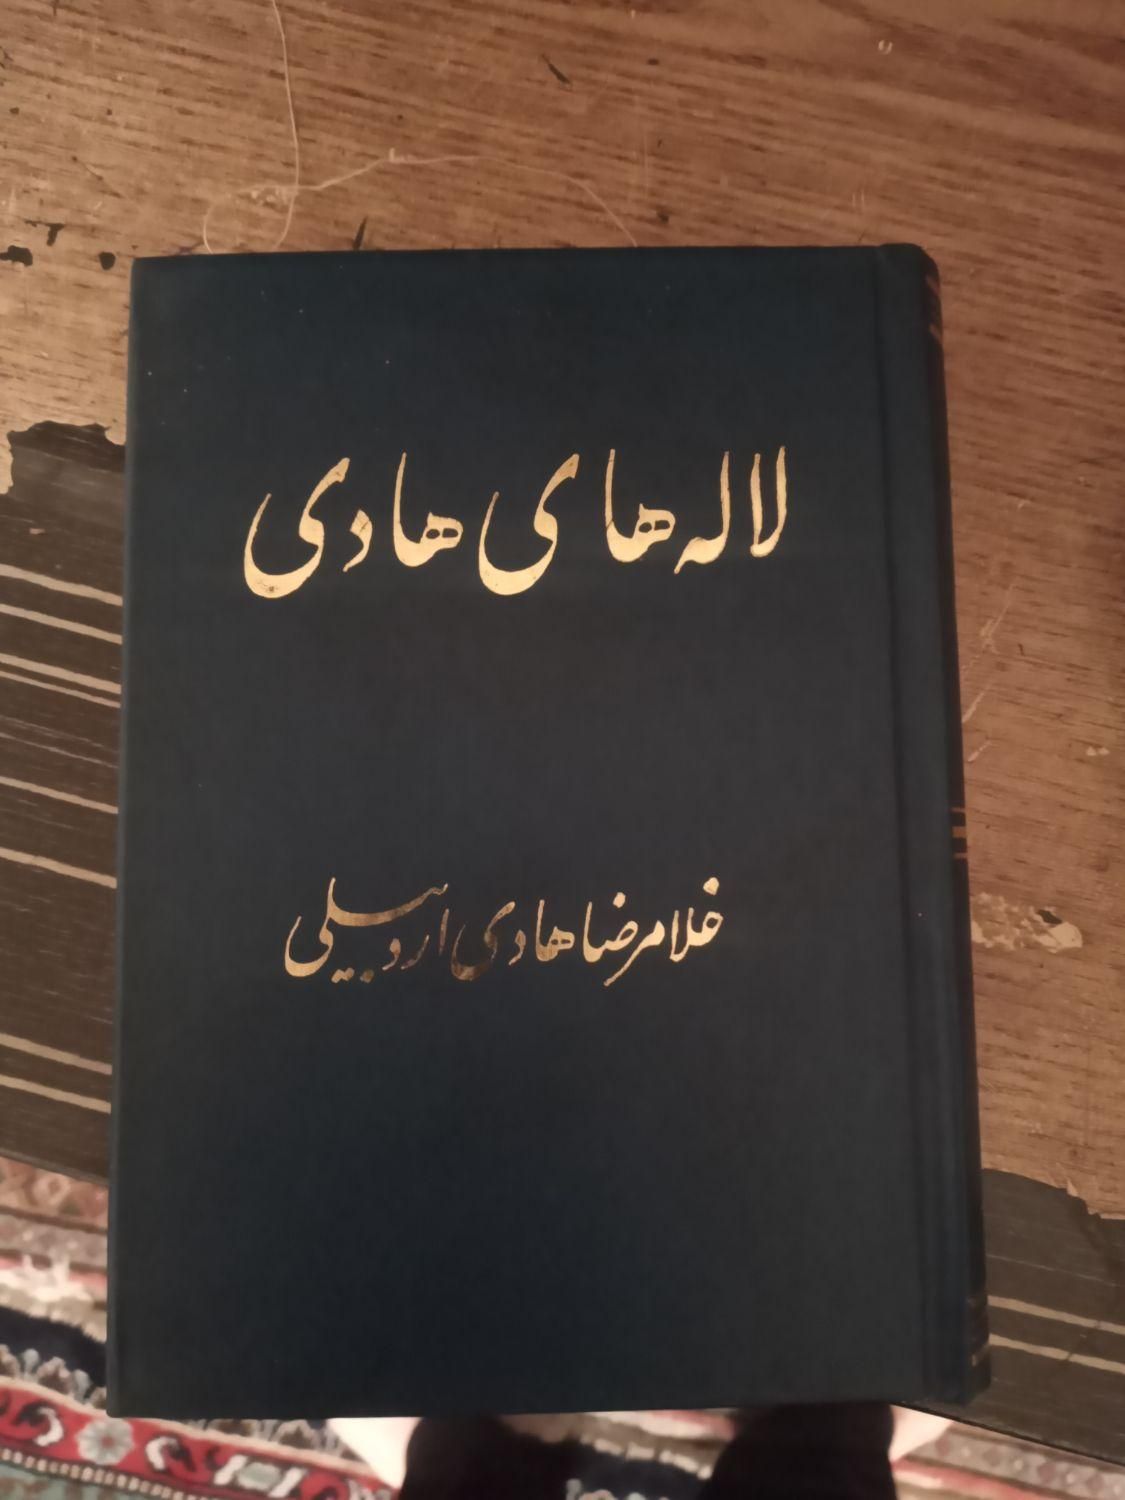 لاله های هادی
غلامرضا هادی اردبیلی